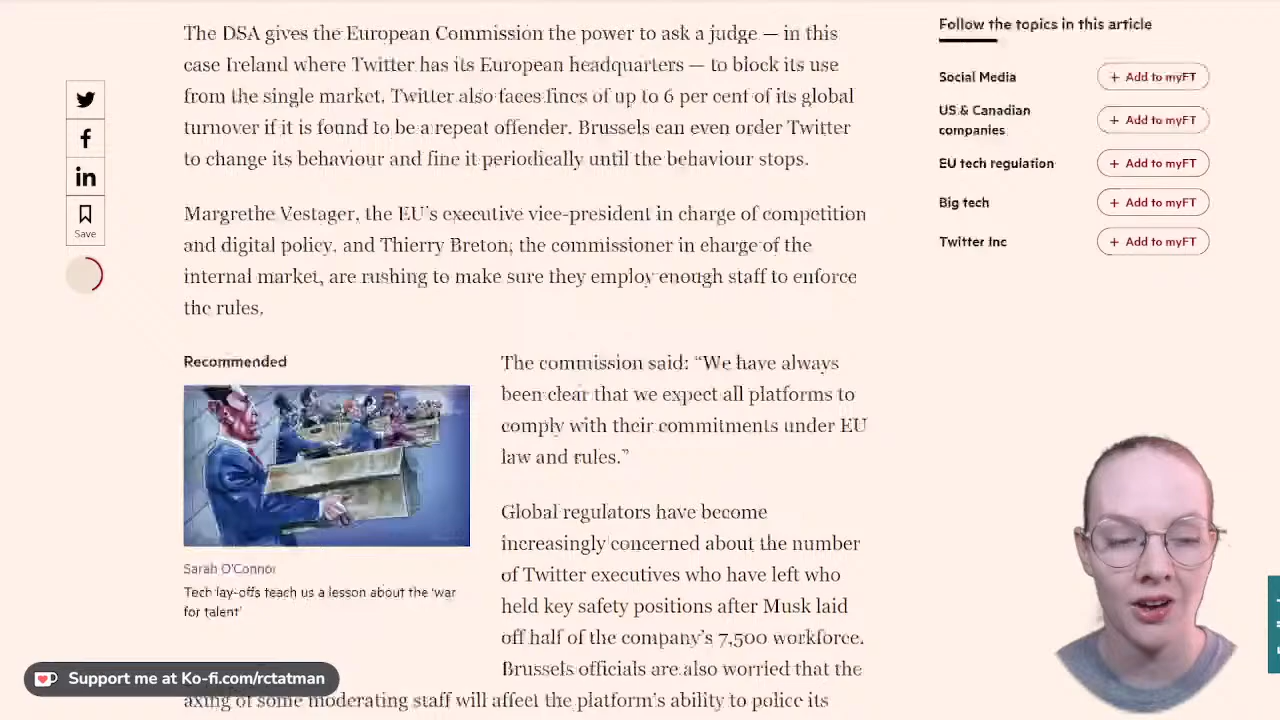 The DSA gives the European Commission the power to ask a judge — in this
case Ireland where Twitter has its European headquarters — to block its use
from the single market. Twitter also faces fines of up to 6 per cent of its global
turnover if it is found to be a repeat offender. Brussels can even order Twitter
to change its behaviour and fine it periodically until the behaviour stops.
Margrethe Vestager, the EU’s executive vice-president in charge of competition
and digital policy, and Thierry Breton, the commissioner in charge of the
internal market, are rushing to make sure they employ enough staff to enforce
the rules.
Recommended
Sarah O'Connor
Tech lay-offs teach us a lesson about the ‘war
for talent’
The commission said: “We have always
been clear that we expect all platforms to
comply with their commitments under EU
law and rules.”
Global regulators have become
increasingly concerned about the number
of Twitter executives who have left who
held key safety positions after Musk laid
off half of the company’s 7,500 workforce.
Brussels officials are also worried that the
axing of some moderating staff will affect the platform’s ability to police its
Follow the topics in this article
Social Media
+ Add to myFT
US & Canadian
companies
+ Add to myFT
EU tech regulation
+ Add to myFT
Big tech
+ Add to myFT
Twitter Inc
+ Add to myFT
f
in
Save
Support me at Ko-fi.com/rctatman